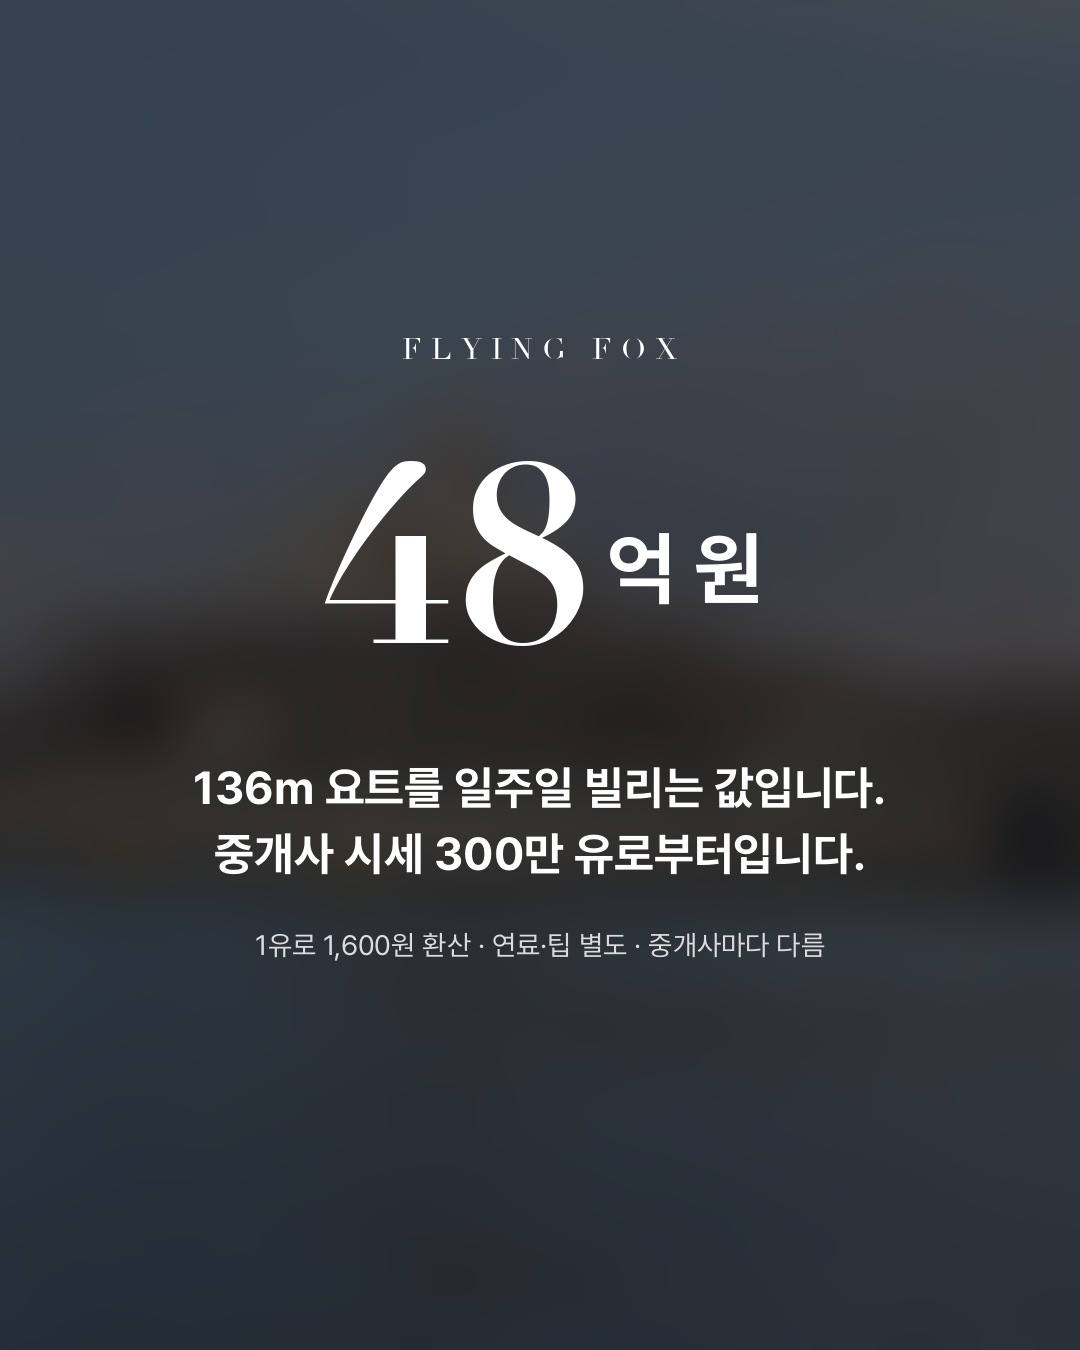 FLYING FOX
48억 원
136m 요트를 일주일 빌리는 값입니다.
중개사 시세 300만 유로부터입니다.
1유로 1,600원 환산 · 연료·팁 별도 · 중개사마다 다름